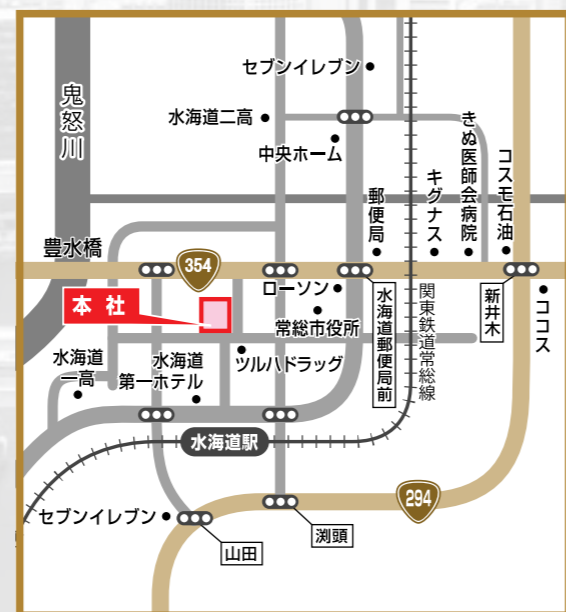 セブンイレブン
鬼怒川
水海道二高
中央ホーム
きぬ医師会病院
コスモ石油
キグナス
郵便局
豊水橋
354
本社
ローソン
常総市役所
水海道郵便局前
関東鉄道常総線
新井木
ココス
水海道
一高
水海道
第一ホテル
ツルハドラッグ
水海道駅
294
セブンイレブン
山田
渕頭